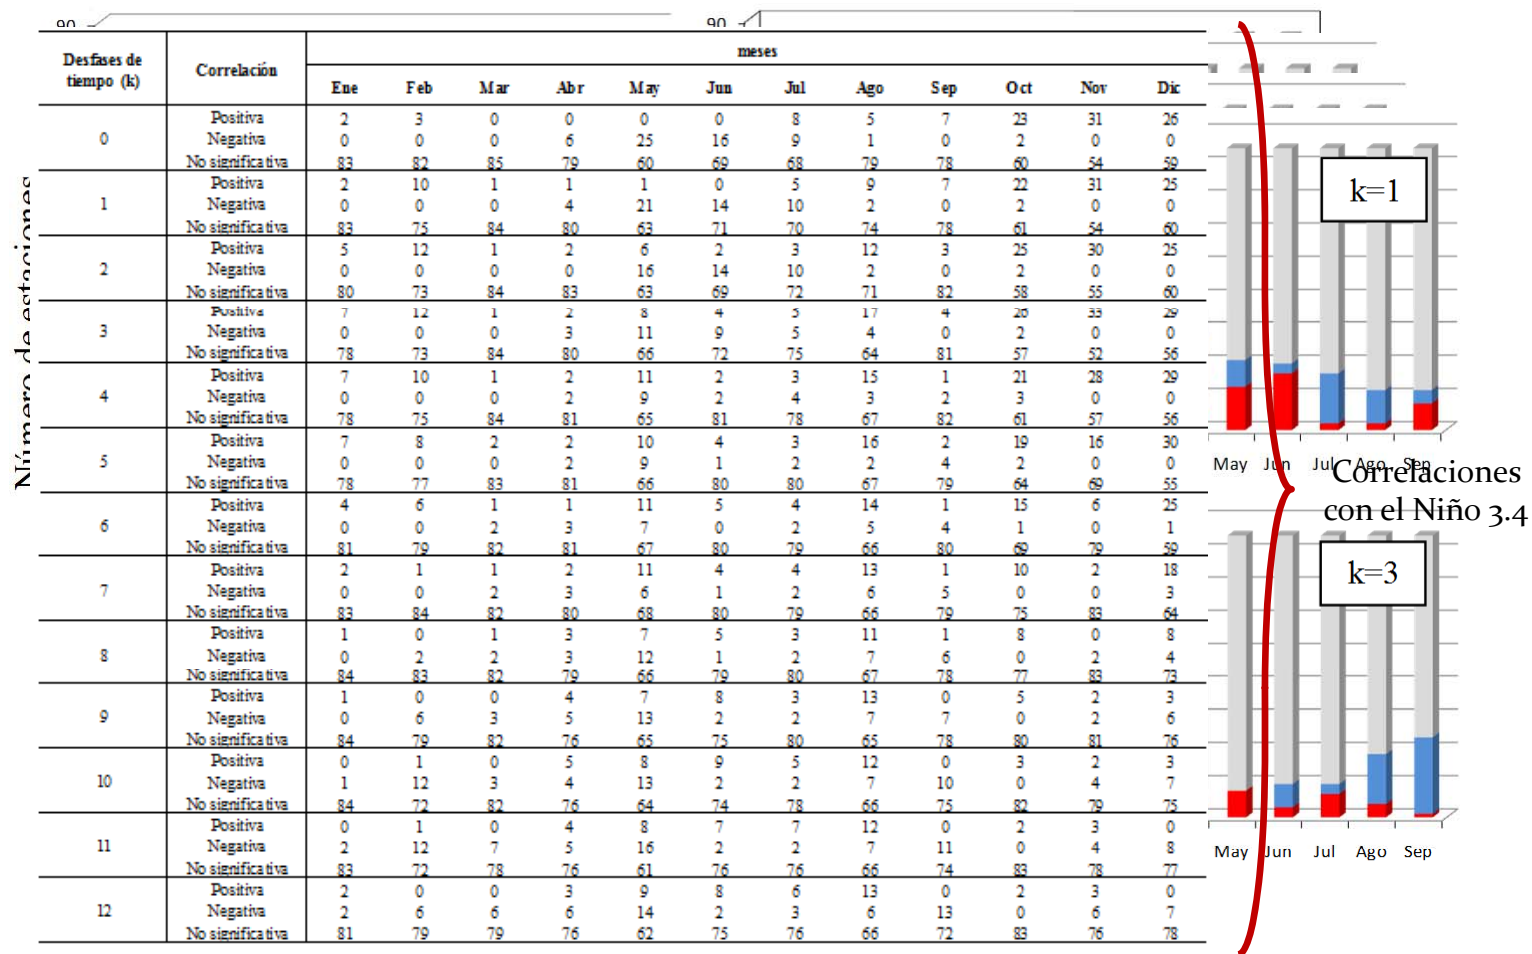 90 90
Desfases de tiempo (k) Correlación meses
Ene Feb Mar Abr May Jun Jul Ago Sep Oct Nov Dic
0 Positiva 2 3 0 0 0 0 8 5 7 23 31 26
Negativa 0 0 0 6 25 16 9 1 0 2 0 0
No significativa 83 82 85 79 60 69 68 79 78 60 54 59
1 Positiva 2 10 1 1 1 0 5 9 7 22 31 25
Negativa 0 0 0 4 21 14 10 2 0 2 0 0
No significativa 83 75 84 80 63 71 70 74 78 61 54 60
2 Positiva 5 12 1 2 6 2 3 12 3 25 30 25
Negativa 0 0 0 0 16 14 10 2 0 2 0 0
No significativa 80 73 84 83 63 69 72 71 82 58 55 60
3 Positiva 7 12 1 2 8 4 5 17 4 26 33 29
Negativa 0 0 0 3 11 9 5 4 0 2 0 0
No significativa 78 73 84 80 66 72 75 64 81 57 52 56
4 Positiva 7 10 1 2 11 2 3 15 1 21 28 29
Negativa 0 0 0 2 9 2 4 3 2 3 0 0
No significativa 78 75 84 81 65 81 78 67 82 61 57 56
5 Positiva 7 8 2 2 10 4 3 16 2 19 16 30
Negativa 0 0 0 2 9 1 2 2 4 2 0 0
No significativa 78 77 83 81 66 80 80 67 79 64 69 55
6 Positiva 4 6 1 1 11 5 4 14 1 15 6 25
Negativa 0 0 2 3 7 0 2 5 4 1 0 1
No significativa 81 79 82 81 67 80 79 66 80 69 79 59
7 Positiva 2 1 1 2 11 4 4 13 1 10 2 18
Negativa 0 0 2 3 6 1 2 6 5 0 0 3
No significativa 83 84 82 80 68 80 79 66 79 75 83 64
8 Positiva 1 0 1 3 7 5 3 11 1 8 0 8
Negativa 0 2 2 3 12 1 2 7 6 0 2 4
No significativa 84 83 82 79 66 79 80 67 78 77 83 73
9 Positiva 1 0 0 4 7 8 3 13 0 5 2 3
Negativa 0 6 3 5 13 2 2 7 7 0 2 6
No significativa 84 79 82 76 65 75 80 65 78 80 81 76
10 Positiva 0 1 0 5 8 9 5 12 0 3 2 3
Negativa 1 12 3 4 13 2 2 7 10 0 4 7
No significativa 84 72 82 76 64 74 78 66 75 82 79 75
11 Positiva 0 1 0 4 8 7 7 12 0 2 3 0
Negativa 2 12 7 5 16 2 2 7 11 0 4 8
No significativa 83 72 78 76 61 76 76 66 74 83 78 77
12 Positiva 2 0 0 3 9 8 6 13 0 2 3 0
Negativa 2 6 6 6 14 2 3 6 13 0 6 7
No significativa 81 79 79 76 62 75 76 66 72 83 76 78
Número de estaciones
k=1
May Jun Jul Ago Sep
Correlaciones
con el Niño 3.4
k=3
May Jun Jul Ago Sep